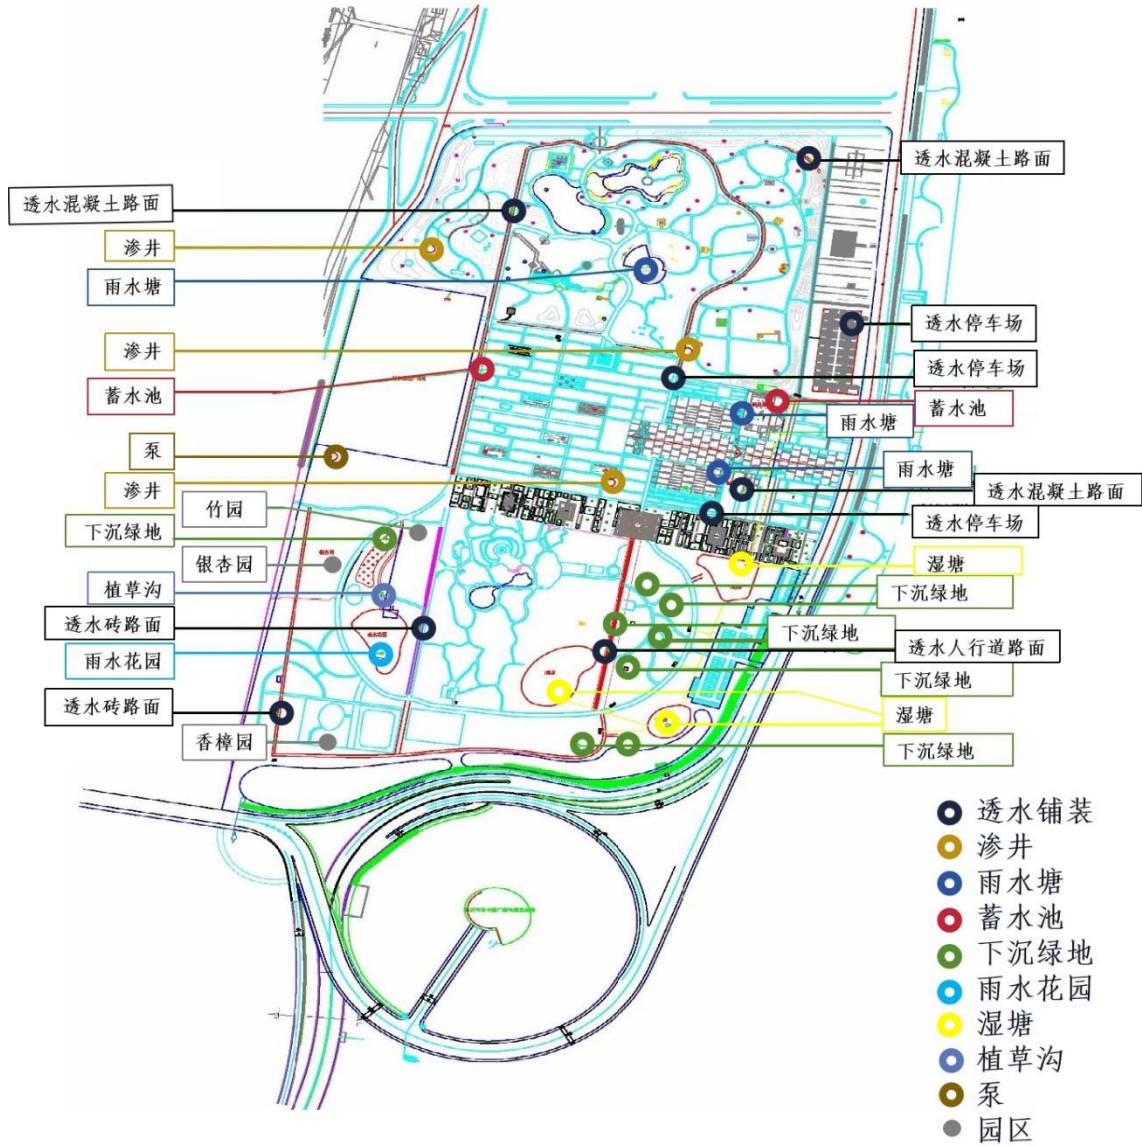 透水混凝土路面
透水混凝土路面
渗井
雨水塘
透水停车场
渗井
透水停车场
蓄水池
蓄水池
雨水塘
泵
雨水塘
渗井
透水混凝土路面
竹园
透水停车场
下沉绿地
银杏园
湿塘
植草沟
下沉绿地
透水砖路面
下沉绿地
透水人行道路面
雨水花园
下沉绿地
透水砖路面
湿塘
香樟园
下沉绿地
透水铺装
渗井
雨水塘
蓄水池
下沉绿地
雨水花园
湿塘
植草沟
泵
园区